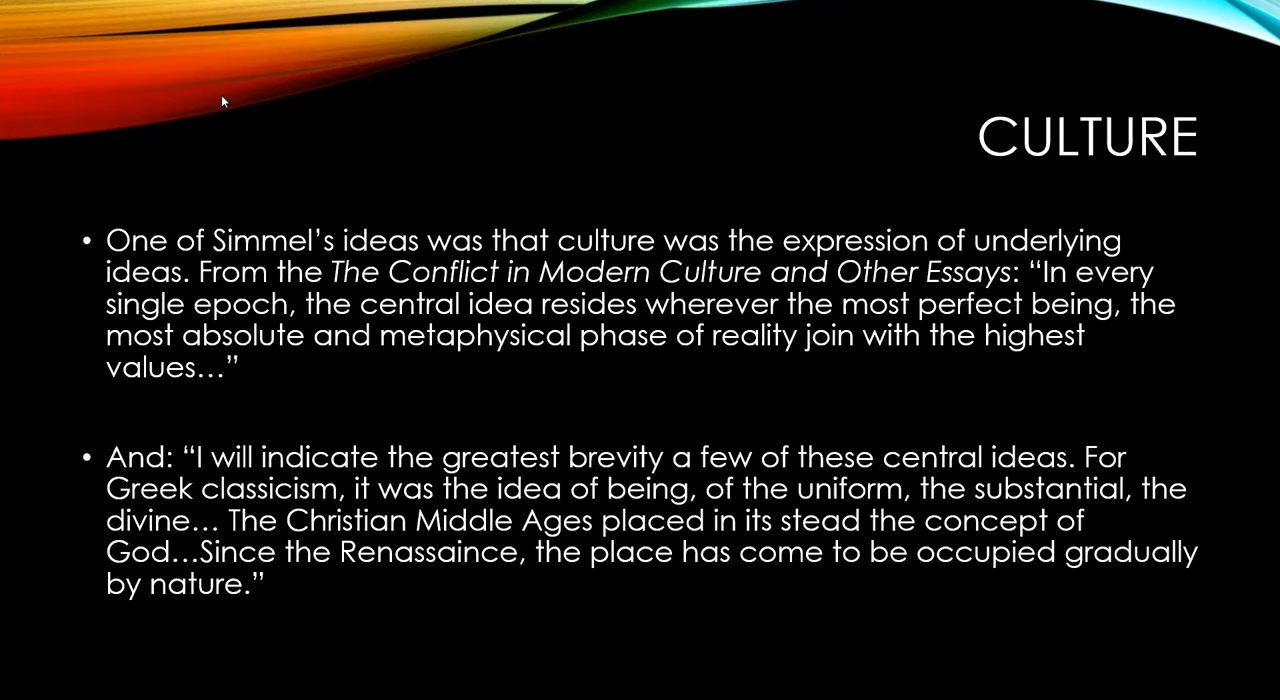 CULTURE
• One of Simmel’s ideas was that culture was the expression of underlying
ideas. From the The Conflict in Modern Culture and Other Essays: “In every
single epoch, the central idea resides wherever the most perfect being, the
most absolute and metaphysical phase of reality join with the highest
values…”
• And: “I will indicate the greatest brevity a few of these central ideas. For
Greek classicism, it was the idea of being, of the uniform, the substantial, the
divine… The Christian Middle Ages placed in its stead the concept of
God…Since the Renassaince, the place has come to be occupied gradually
by nature.”